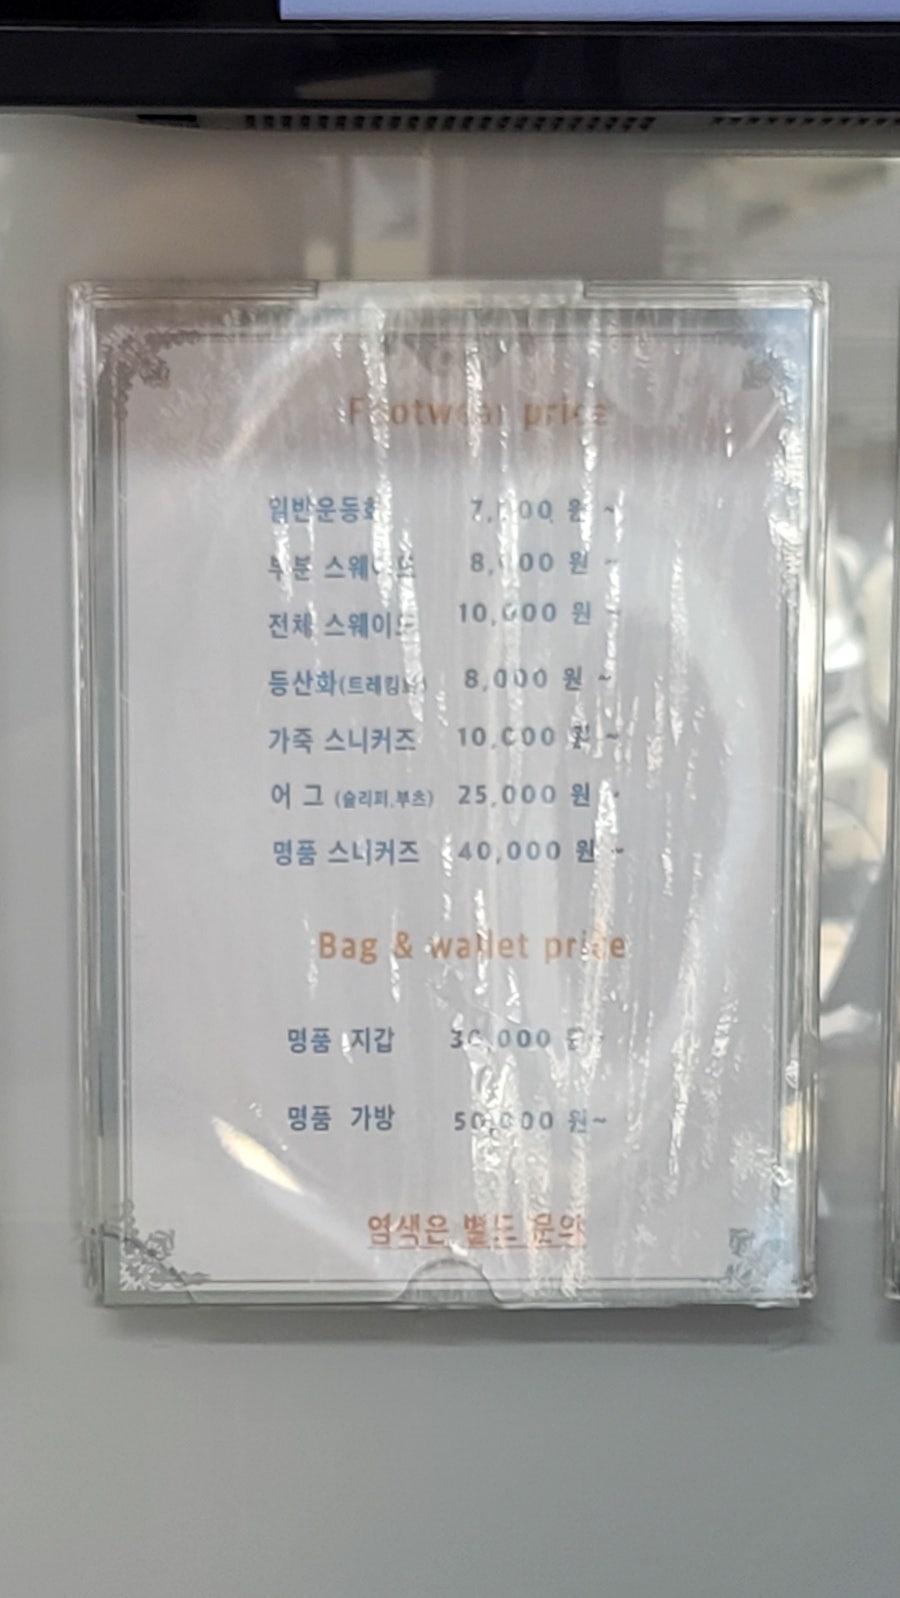 Footwear price
일반운동화 7,000 원 ~
부분 스웨이드 8,000 원 ~
전체 스웨이드 10,000 원 ~
등산화(트레킹화) 8,000 원 ~
가죽 스니커즈 10,000 원 ~
어 그 (슬리퍼,부츠) 25,000 원 ~
명품 스니커즈 40,000 원 ~
Bag & wallet price
명품 지갑 30,000 원~
명품 가방 50,000 원~
염색은 별도 문의